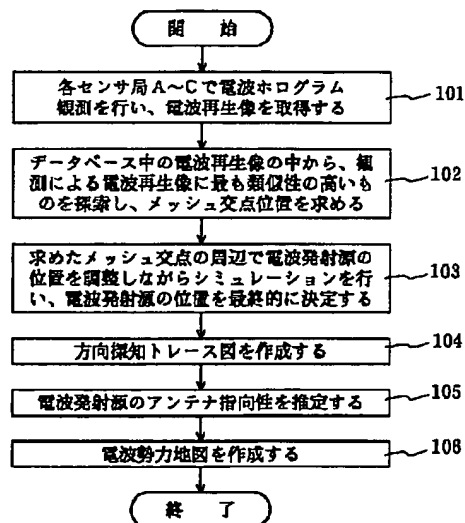 開 始
各センサ局A～Cで電波ホログラム
観測を行い、電波再生像を取得する
101
データベース中の電波再生像の中から、観
測による電波再生像に最も類似性の高いも
のを探索し、メッシュ交点位置を求める
102
求めたメッシュ交点の周辺で電波発射源の
位置を調整しながらシミュレーションを行
い、電波発射源の位置を最終的に決定する
103
方向探知トレース図を作成する
104
電波発射源のアンテナ指向性を推定する
105
電波勢力地図を作成する
106
終 了